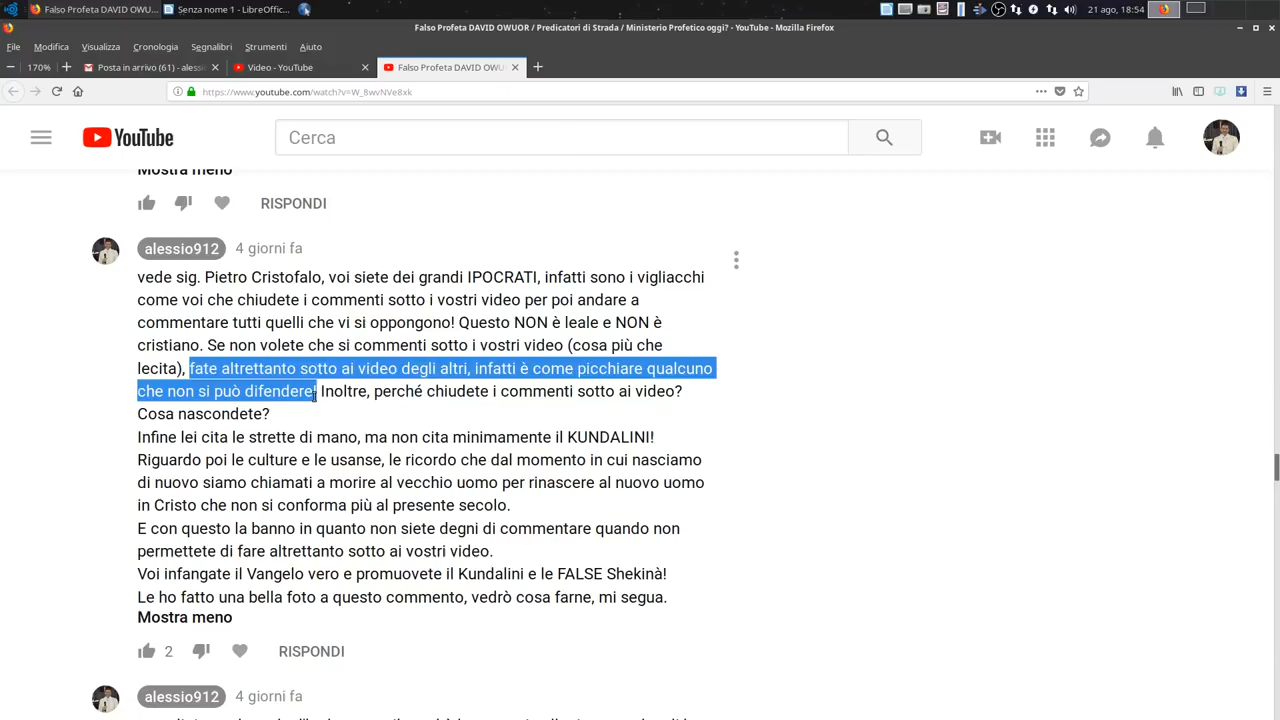 Falso Profeta DAVID OWUO...
Senza nome 1 - LibreOffic...
21 ago, 18:54
Falso Profeta DAVID OWUOR / Predicatori di Strada / Ministerio Profetico oggi? - YouTube - Mozilla Firefox
File Modifica Visualizza Cronologia Segnalibri Strumenti Aiuto
170% Posta in arrivo (61) - alessio Video - YouTube Falso Profeta DAVID OWU
https://www.youtube.com/watch?v=W_8wvNVe8xk
YouTube
Cerca
Mostra meno
RISPONDI
alessio912 4 giorni fa
vede sig. Pietro Cristofalo, voi siete dei grandi IPOCRATI, infatti sono i vigliacchi
come voi che chiudete i commenti sotto i vostri video per poi andare a
commentare tutti quelli che vi si oppongono! Questo NON è leale e NON è
cristiano. Se non volete che si commenti sotto i vostri video (cosa più che
lecita), fate altrettanto sotto ai video degli altri, infatti è come picchiare qualcuno
che non si può difendere! Inoltre, perché chiudete i commenti sotto ai video?
Cosa nascondete?
Infine lei cita le strette di mano, ma non cita minimamente il KUNDALINI!
Riguardo poi le culture e le usanse, le ricordo che dal momento in cui nasciamo
di nuovo siamo chiamati a morire al vecchio uomo per rinascere al nuovo uomo
in Cristo che non si conforma più al presente secolo.
E con questo la banno in quanto non siete degni di commentare quando non
permettete di fare altrettanto sotto ai vostri video.
Voi infangate il Vangelo vero e promuovete il Kundalini e le FALSE Shekinà!
Le ho fatto una bella foto a questo commento, vedrò cosa farne, mi segua.
Mostra meno
2 RISPONDI
alessio912 4 giorni fa